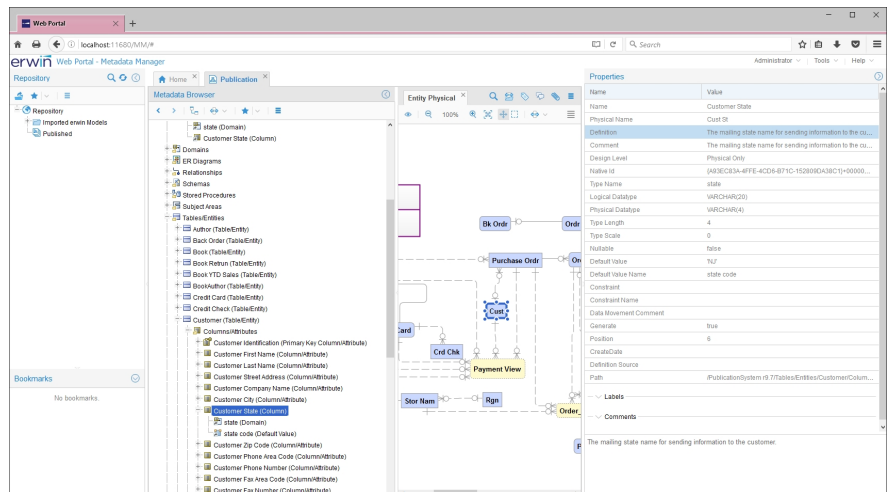 Web Portal
localhost:11680/MM/#
Search
erwin Web Portal - Metadata Manager
Administrator Tools Help
Repository
Repository
Imported erwin Models
Published
Bookmarks
No bookmarks.
Home
Publication
Metadata Browser
state (Domain)
Customer State (Column)
Domains
ER Diagrams
Relationships
Schemas
Stored Procedures
Subject Areas
Tables/Entities
Author (Table/Entity)
Back Order (Table/Entity)
Book (Table/Entity)
Book Retrun (Table/Entity)
Book YTD Sales (Table/Entity)
BookAuthor (Table/Entity)
Credit Card (Table/Entity)
Credit Check (Table/Entity)
Customer (Table/Entity)
Columns/Attributes
Customer Identification (Primary Key Column/Attribute)
Customer First Name (Column/Attribute)
Customer Last Name (Column/Attribute)
Customer Street Address (Column/Attribute)
Customer Company Name (Column/Attribute)
Customer City (Column/Attribute)
Customer State (Column)
state (Domain)
state code (Default Value)
Customer Zip Code (Column/Attribute)
Customer Phone Area Code (Column/Attribute)
Customer Phone Number (Column/Attribute)
Customer Fax Area Code (Column/Attribute)
Customer Fax Number (Column/Attribute)
Entity Physical
100%
Bk Ordr
Ordr
Purchase Ordr
Or
Cust
Card
Crd Chk
Payment View
Stor Nam
Rgn
Order_
P
Properties
Name Value
Name Customer State
Physical Name Cust St
Definition The mailing state name for sending information to the cu...
Comment The mailing state name for sending information to the cu...
Design Level Physical Only
Native Id {A93EC83A-4FFE-4CD6-B71C-152809DA38C1}+00000...
Type Name state
Logical Datatype VARCHAR(20)
Physical Datatype VARCHAR(4)
Type Length 4
Type Scale 0
Nullable false
Default Value 'NJ'
Default Value Name state code
Constraint
Constraint Name
Data Movement Comment
Generate true
Position 6
CreateDate
Definition Source
Path /PublicationSystem r9.7/Tables/Entities/Customer/Colum...
Labels
Comments
The mailing state name for sending information to the customer.